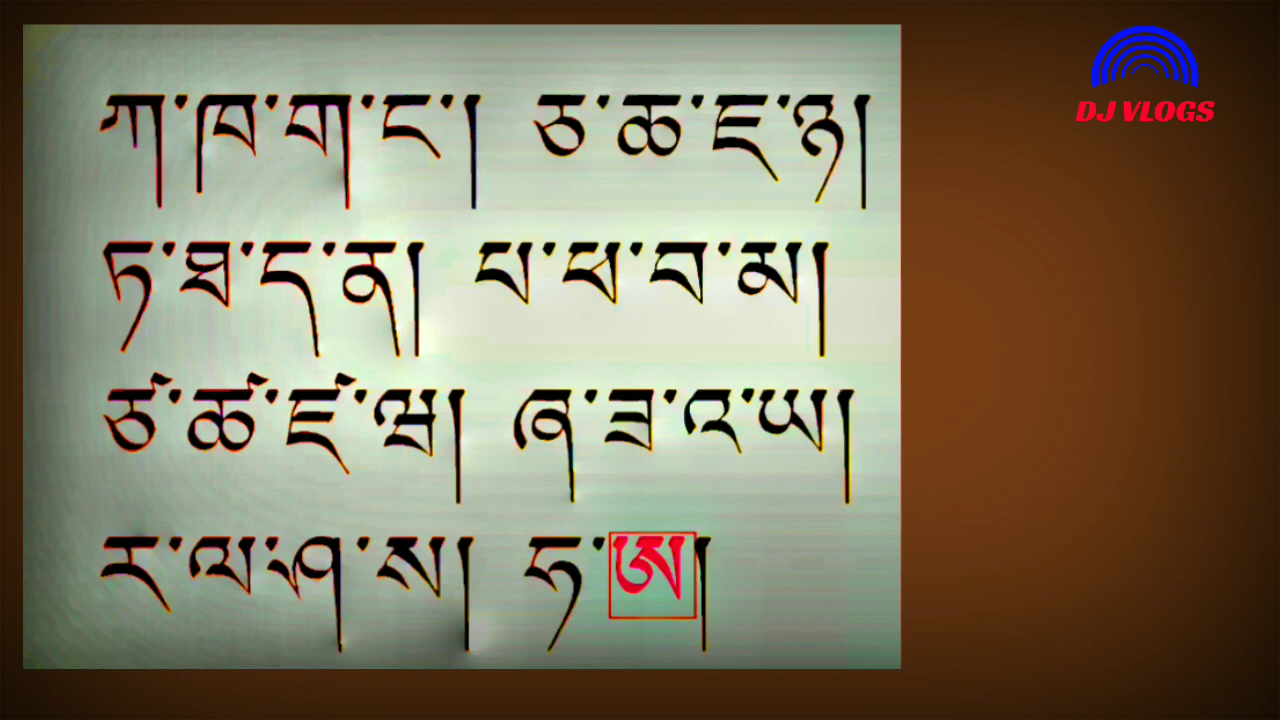 ཀ་ཁ་ག་ང་། ཅ་ཆ་ཇ་ཉ།
ཏ་ཐ་ད་ན། པ་ཕ་བ་མ།
ཙ་ཚ་ཛ་ཝ། ཞ་ཟ་འ་ཡ།
ར་ལ་ཤ་ས། ཧ་ཨ།
DJ VLOGS